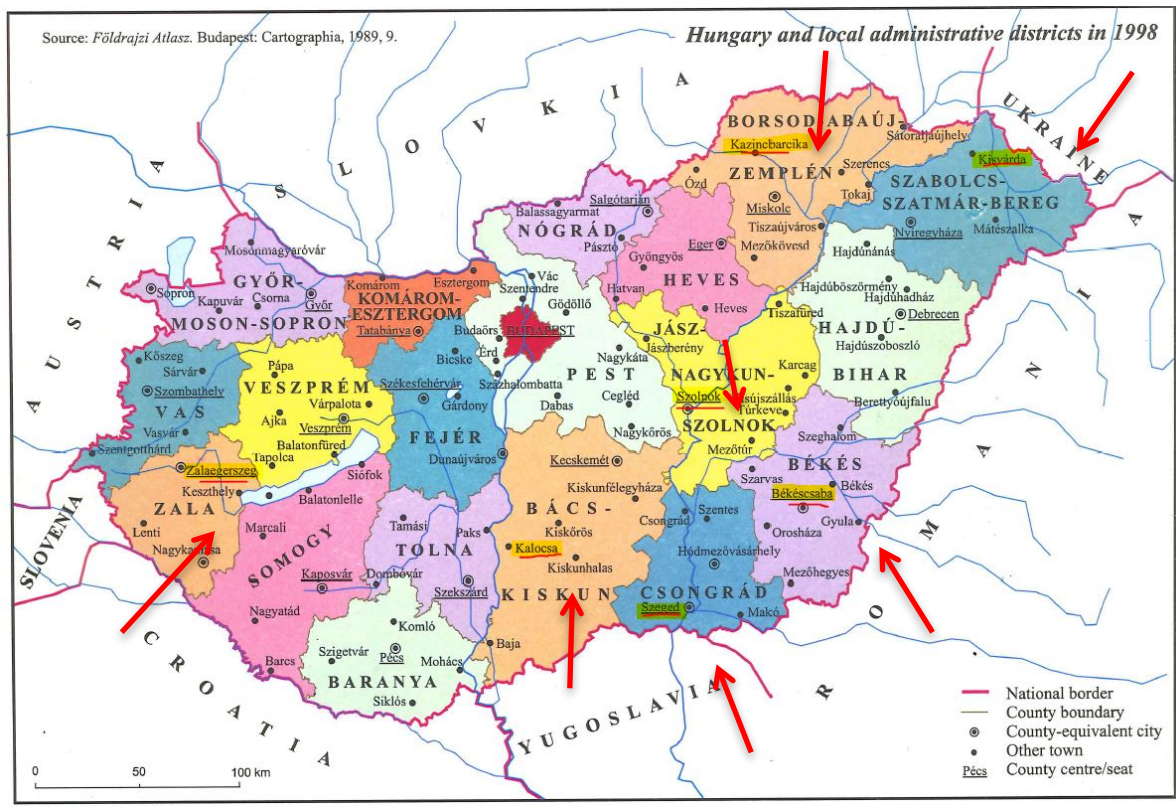 Source: Földrajzi Atlasz. Budapest: Cartographia, 1989, 9.
Hungary and local administrative districts in 1998
SLOVAKIA
UKRAINE
AUSTRIA
ROMANIA
SLOVENIA
CROATIA
YUGOSLAVIA
BORSOD-ABAÚJ-
ZEMPLÉN
Kazincbarcika
Sátoraljaújhely
Ózd
Szerencs
Miskolc
Tokaj
Tiszaújváros
Mezőkövesd
Kisvárda
SZABOLCS-
SZATMÁR-BEREG
Nyíregyháza
Mátészalka
Salgótarján
Balassagyarmat
NÓGRÁD
Pásztó
Eger
Gyöngyös
HEVES
Hatvan
Heves
Hajdúnánás
Hajdúböszörmény
Hajdúhadház
Debrecen
HAJDÚ-
Hajdúszoboszló
BIHAR
Berettyóújfalu
Mosonmagyaróvár
Sopron
GYŐR-
Kapuvár
Csorna
Győr
MOSON-SOPRON
Komárom
Esztergom
KOMÁROM-
ESZTERGOM
Tatabánya
Vác
Szentendre
Gödöllő
Budaörs
BUDAPEST
Érd
Nagykáta
PEST
Százhalombatta
Dabas
Cegléd
Nagykőrös
Tiszafüred
JÁSZ-
Jászberény
NAGYKUN-
Karcag
Szolnok
Kisújszállás
Túrkeve
SZOLNOK
Mezőtúr
Kőszeg
Sárvár
Szombathely
VAS
Vasvár
Szentgotthárd
Pápa
VESZPRÉM
Várpalota
Ajka
Veszprém
Balatonfüred
Tapolca
Bicske
Székesfehérvár
Gárdony
FEJÉR
Dunaújváros
Zalaegerszeg
Keszthely
ZALA
Lenti
Nagykanizsa
Siófok
Balatonlelle
Marcali
SOMOGY
Kaposvár
Nagyatád
Barcs
Tamási
Paks
TOLNA
Dombóvár
Szekszárd
Komló
Szigetvár
Pécs
Mohács
BARANYA
Siklós
Kecskemét
Kiskunfélegyháza
BÁCS-
Kiskőrös
Kalocsa
Kiskunhalas
KISKUN
Baja
Csongrád
Szentes
Hódmezővásárhely
CSONGRÁD
Szeged
Makó
Szeghalom
BÉKÉS
Szarvas
Békés
Békéscsaba
Orosháza
Gyula
Mezőhegyes
National border
County boundary
County-equivalent city
Other town
Pécs County centre/seat
0 50 100 km